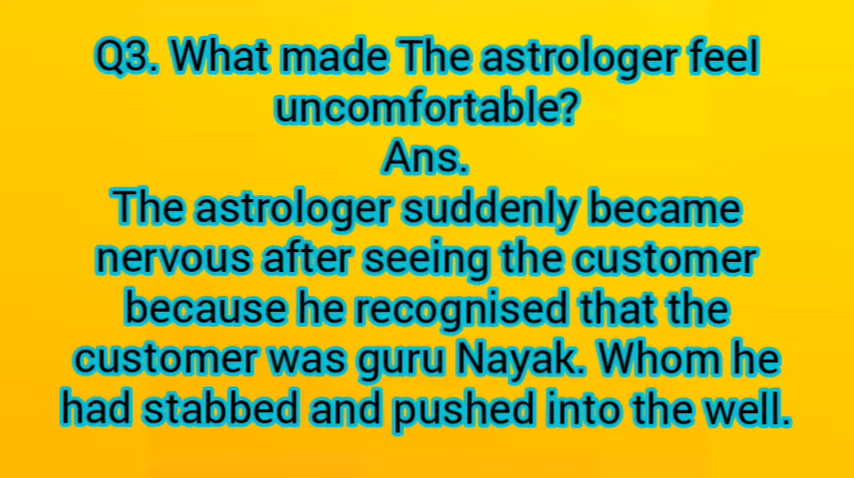 Q3. What made The astrologer feel
uncomfortable?
Ans.
The astrologer suddenly became
nervous after seeing the customer
because he recognised that the
customer was guru Nayak. Whom he
had stabbed and pushed into the well.